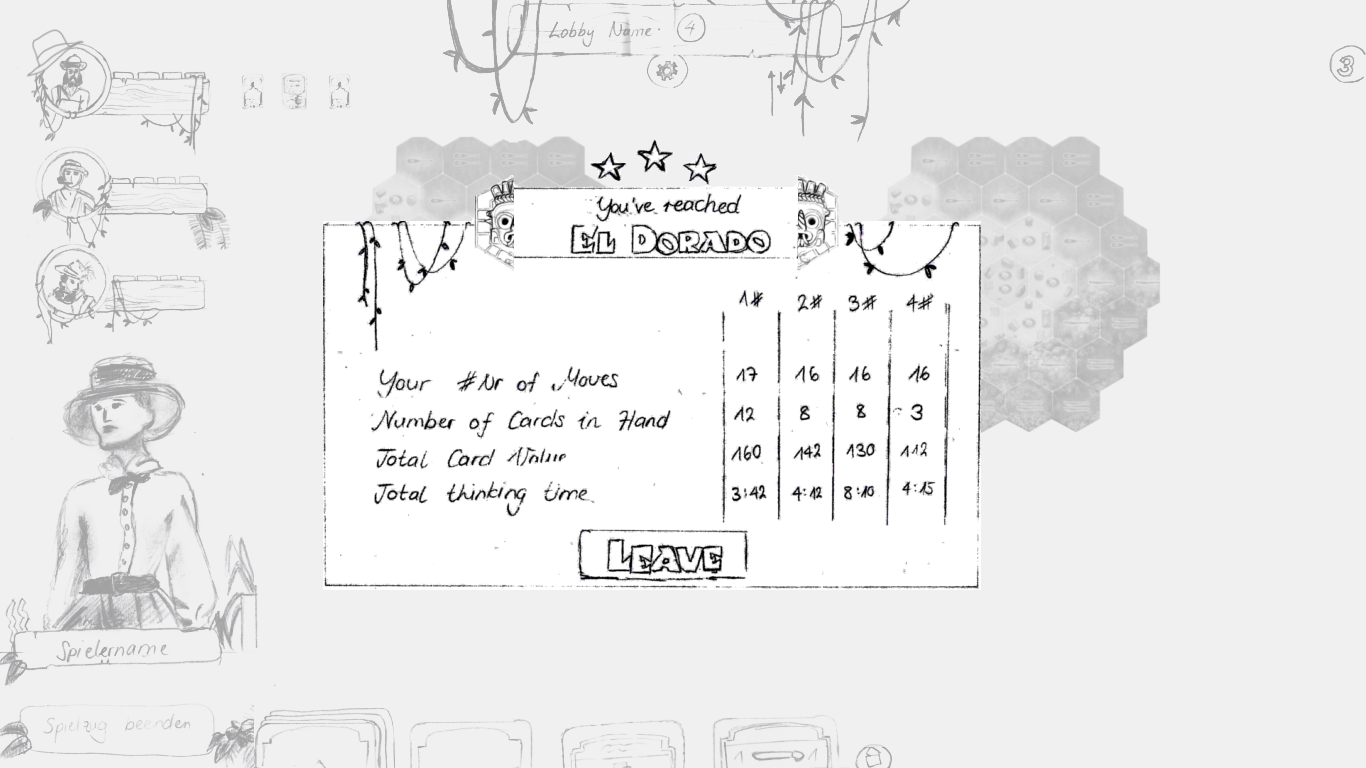 Lobby Name 4
3
You've reached
EL DORADO
1# 2# 3# 4#
Your #Nr of Moves 17 16 16 16
Number of Cards in Hand 12 8 8 3
Total Card Value 160 142 130 112
Total thinking time 3:42 4:12 8:10 4:15
LEAVE
Spielername
Spielzug beenden
1 1